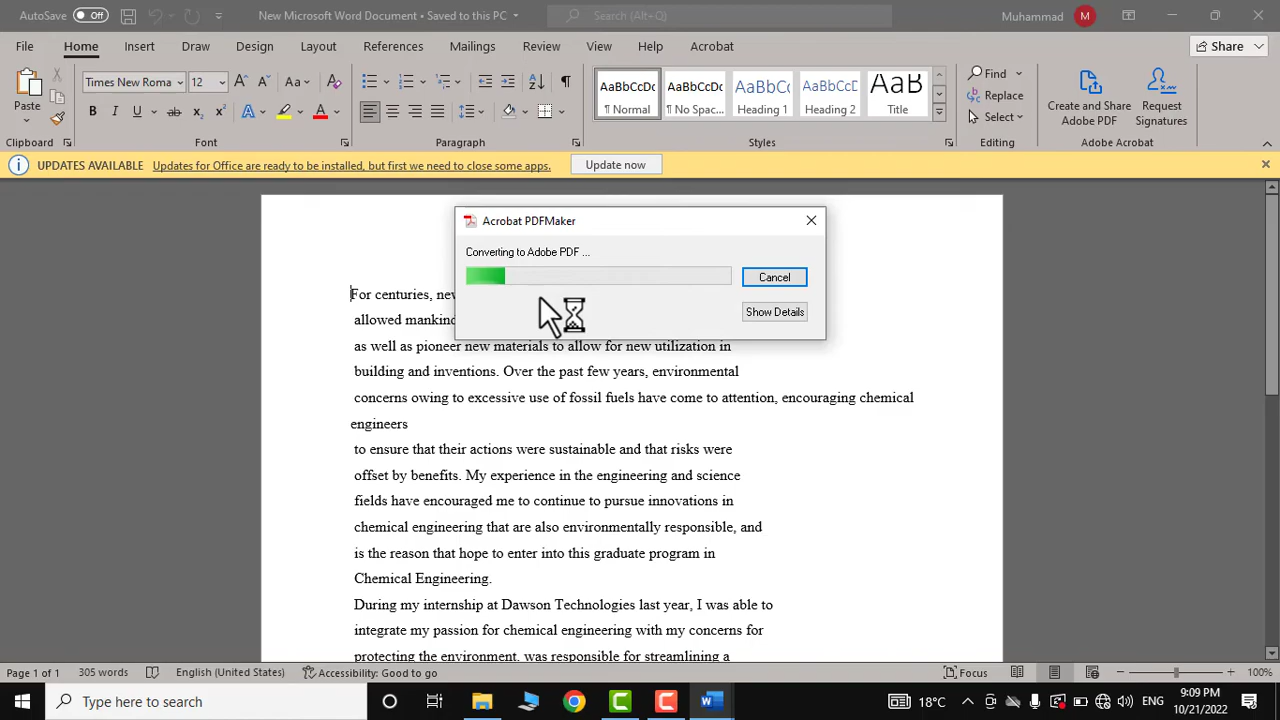 AutoSave Off New Microsoft Word Document • Saved to this PC Search (Alt+Q) Muhammad M
File Home Insert Draw Design Layout References Mailings Review View Help Acrobat Share
Paste
Times New Roma 12 A A Aa A
B I U ab x2 x2 A A
AaBbCcDc AaBbCcDc AaBbCc AaBbCcD AaB
¶ Normal ¶ No Spac... Heading 1 Heading 2 Title
Find
Replace
Select
Create and Share
Adobe PDF
Request
Signatures
Clipboard Font Paragraph Styles Editing Adobe Acrobat
UPDATES AVAILABLE Updates for Office are ready to be installed, but first we need to close some apps. Update now
Acrobat PDFMaker
Converting to Adobe PDF ...
Cancel
Show Details
For centuries,
allowed
as well as pioneer new materials to allow for new utilization in
building and inventions. Over the past few years, environmental
concerns owing to excessive use of fossil fuels have come to attention, encouraging chemical
engineers
to ensure that their actions were sustainable and that risks were
offset by benefits. My experience in the engineering and science
fields have encouraged me to continue to pursue innovations in
chemical engineering that are also environmentally responsible, and
is the reason that hope to enter into this graduate program in
Chemical Engineering.
During my internship at Dawson Technologies last year, I was able to
integrate my passion for chemical engineering with my concerns for
protecting the environment. was responsible for streamlining a
Page 1 of 1 305 words English (United States) Accessibility: Good to go Focus 100%
Type here to search 18°C ENG 9:09 PM
10/21/2022